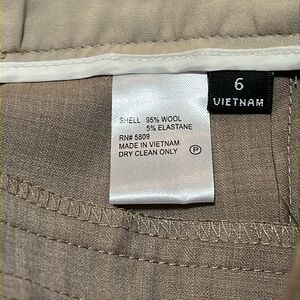 6
VIETNAM
SHELL 95% WOOL
5% ELASTANE
RN# 5809
MADE IN VIETNAM
DRY CLEAN ONLY P